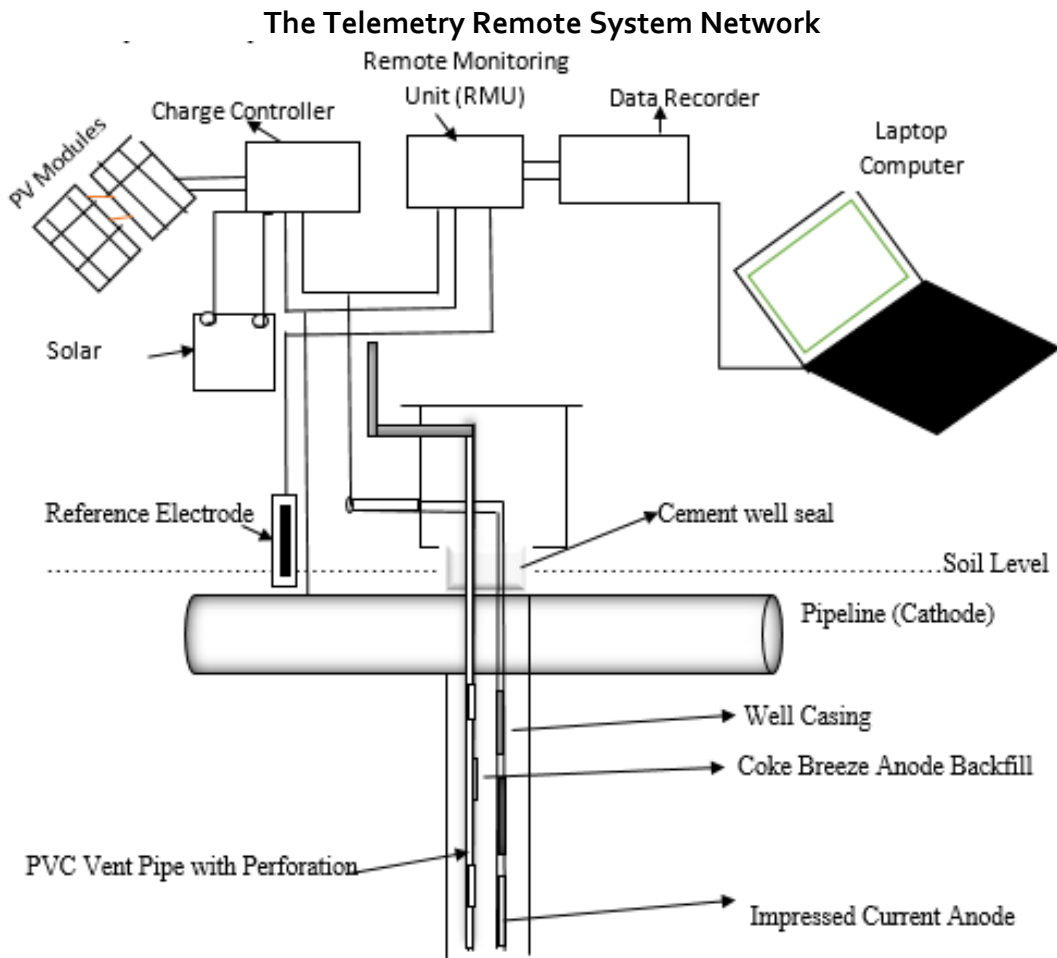 The Telemetry Remote System Network
Remote Monitoring
Unit (RMU)
Data Recorder
Charge Controller
Laptop
Computer
PV Modules
Solar
Reference Electrode
Cement well seal
Soil Level
Pipeline (Cathode)
Well Casing
Coke Breeze Anode Backfill
PVC Vent Pipe with Perforation
Impressed Current Anode